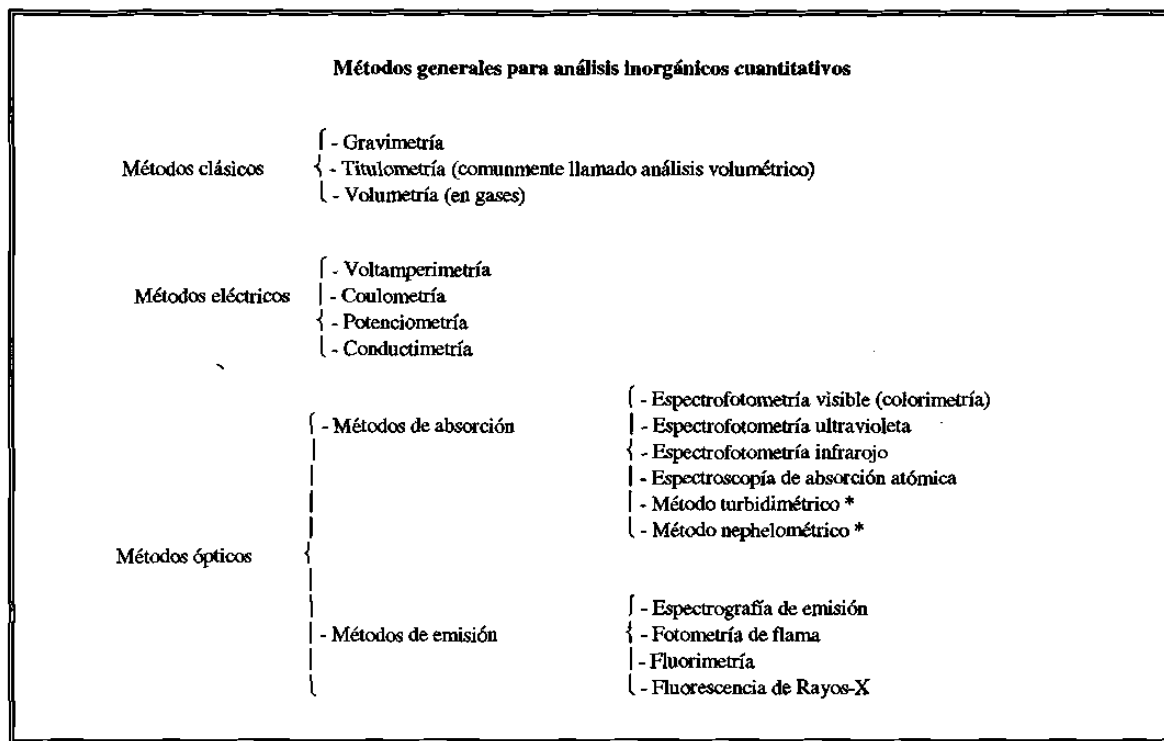 Métodos generales para análisis inorgánicos cuantitativos
- Gravimetría
Métodos clásicos
- Titulometría (comunmente llamado análisis volumétrico)
- Volumetría (en gases)
- Voltamperimetría
Métodos eléctricos
- Coulometría
- Potenciometría
- Conductimetría
- Métodos de absorción
- Espectrofotometría visible (colorimetría)
- Espectrofotometría ultravioleta
- Espectrofotometría infrarojo
- Espectroscopía de absorción atómica
- Método turbidimétrico *
- Método nephelométrico *
Métodos ópticos
- Métodos de emisión
- Espectrografía de emisión
- Fotometría de flama
- Fluorimetría
- Fluorescencia de Rayos-X